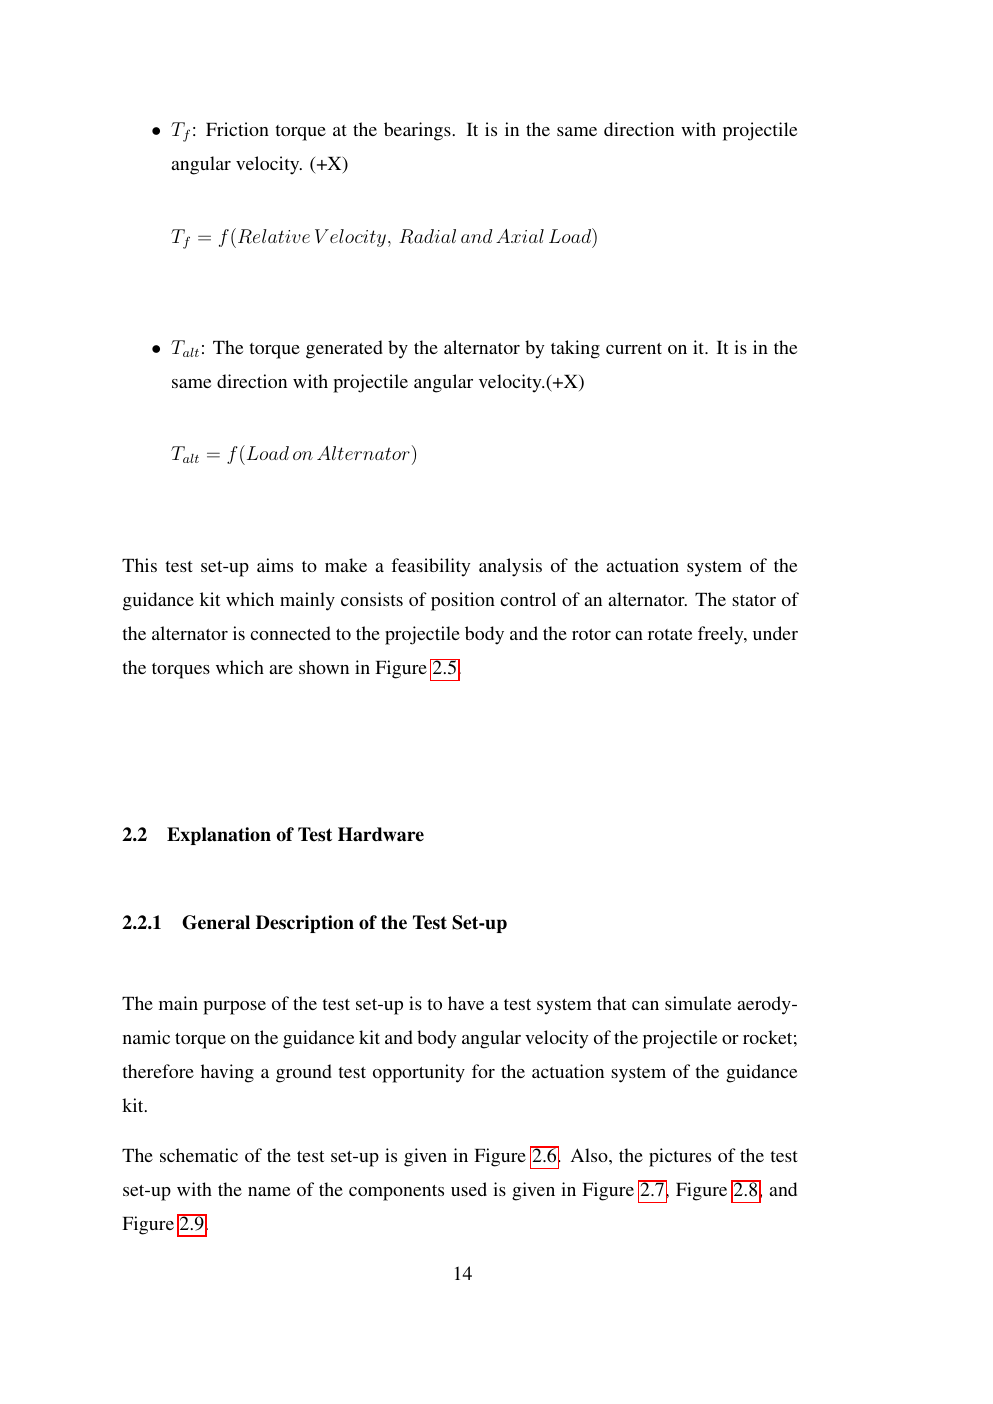 • T_f: Friction torque at the bearings. It is in the same direction with projectile
angular velocity. (+X)
T_f = f(Relative Velocity, Radial and Axial Load)
• T_alt: The torque generated by the alternator by taking current on it. It is in the
same direction with projectile angular velocity.(+X)
T_alt = f(Load on Alternator)
This test set-up aims to make a feasibility analysis of the actuation system of the
guidance kit which mainly consists of position control of an alternator. The stator of
the alternator is connected to the projectile body and the rotor can rotate freely, under
the torques which are shown in Figure 2.5.
2.2 Explanation of Test Hardware
2.2.1 General Description of the Test Set-up
The main purpose of the test set-up is to have a test system that can simulate aerody-
namic torque on the guidance kit and body angular velocity of the projectile or rocket;
therefore having a ground test opportunity for the actuation system of the guidance
kit.
The schematic of the test set-up is given in Figure 2.6. Also, the pictures of the test
set-up with the name of the components used is given in Figure 2.7, Figure 2.8, and
Figure 2.9.
14